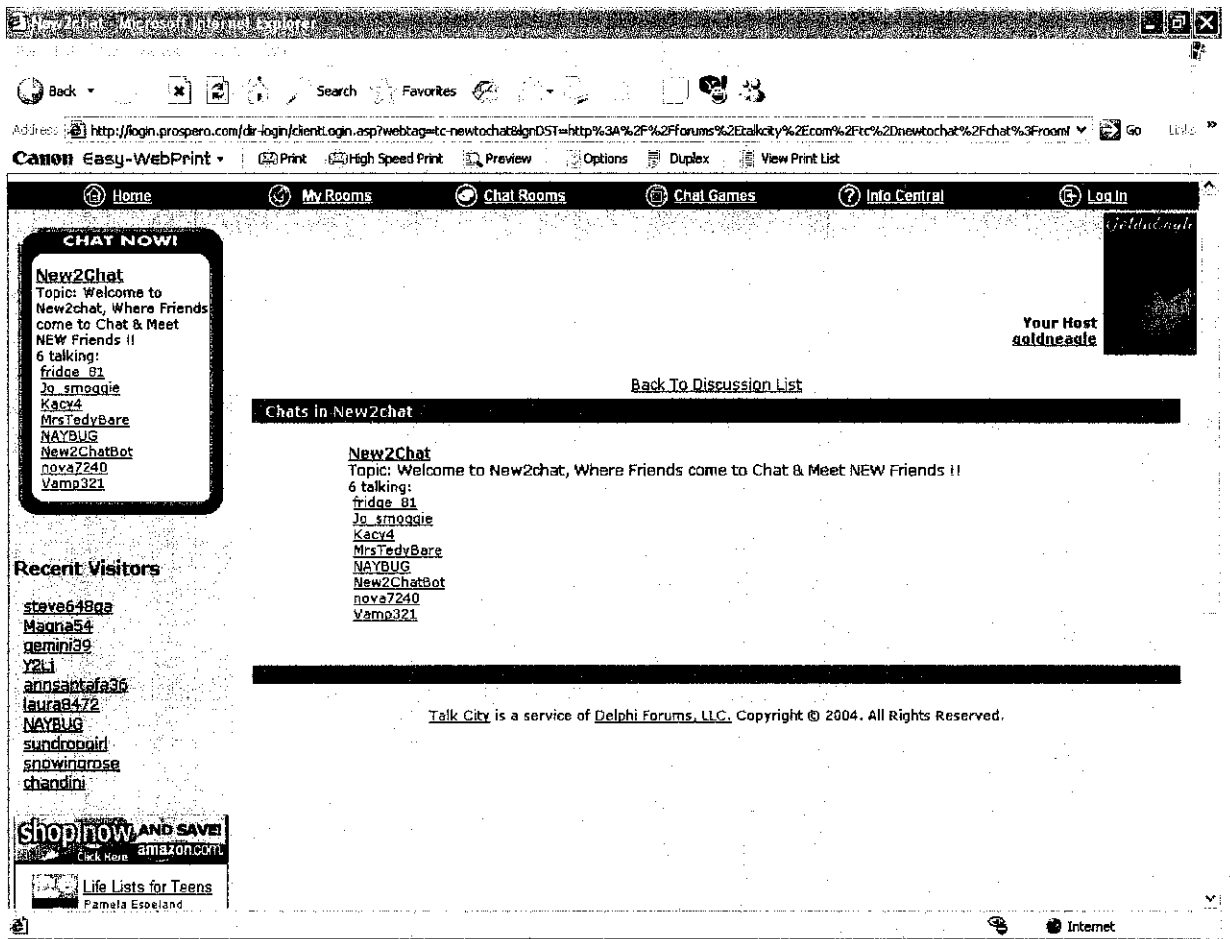 New2chat - Microsoft Internet Explorer
Back
Search
Favorites
Address
http://login.prospero.com/dir-login/clientLogin.asp?webtag=tc-newtochat&lgnDST=http%3A%2F%2Fforums%2Etalkcity%2Ecom%2Ftc%2Dnewtochat%2Fchat%3Frooml
Go
Links »
Canon Easy-WebPrint
Print
High Speed Print
Preview
Options
Duplex
View Print List
Home
My Rooms
Chat Rooms
Chat Games
Info Central
Log In
CHAT NOW!
New2Chat
Topic: Welcome to
New2chat, Where Friends
come to Chat & Meet
NEW Friends !!
6 talking:
fridge_81
Jo_smoggie
Kacy4
MrsTedyBare
NAYBUG
New2ChatBot
nova7240
Vamp321
Your Host
goldneagle
Back To Discussion List
Chats in New2chat
New2Chat
Topic: Welcome to New2chat, Where Friends come to Chat & Meet NEW Friends !!
6 talking:
fridge_81
Jo_smoggie
Kacy4
MrsTedyBare
NAYBUG
New2ChatBot
nova7240
Vamp321
Recent Visitors
steve648ga
Magna54
gemini39
Y2Li
annsantafa36
laura8472
NAYBUG
sundropgirl
snowingrose
chandini
Talk City is a service of Delphi Forums, LLC. Copyright © 2004. All Rights Reserved.
shop now AND SAVE!
Click Here amazon.com.
Life Lists for Teens
Pamela Espeland
Internet